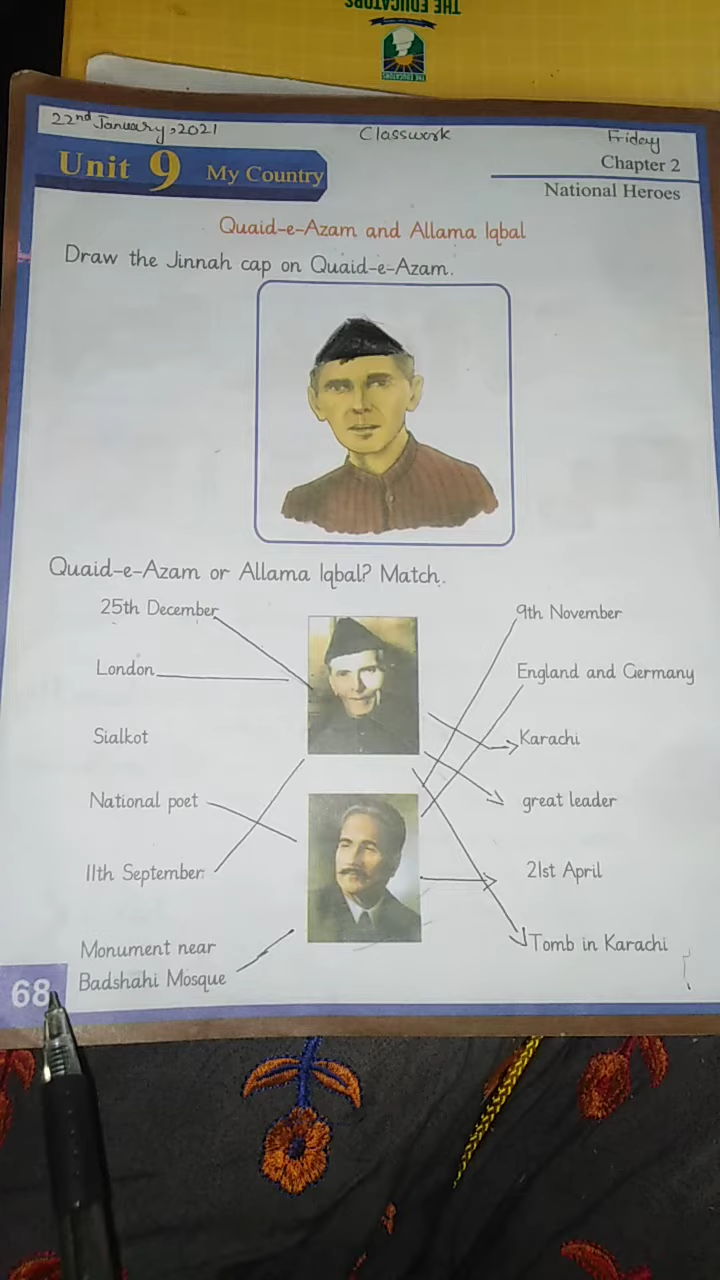 THE EDUCATORS
THE EDUCATORS
22nd January, 2021 Classwork Friday
Unit 9 My Country
Chapter 2
National Heroes
Quaid-e-Azam and Allama Iqbal
Draw the Jinnah cap on Quaid-e-Azam.
Quaid-e-Azam or Allama Iqbal? Match.
25th December
9th November
London
England and Germany
Sialkot
Karachi
National poet
great leader
11th September
21st April
Monument near
Badshahi Mosque
Tomb in Karachi
68